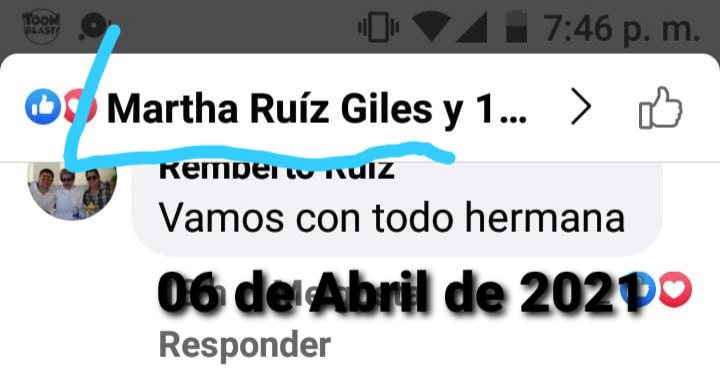 TOON
BLAST!
7:46 p. m.
Martha Ruíz Giles y 1...
Remberto Ruiz
Vamos con todo hermana
06 de Abril de 2021
Responder